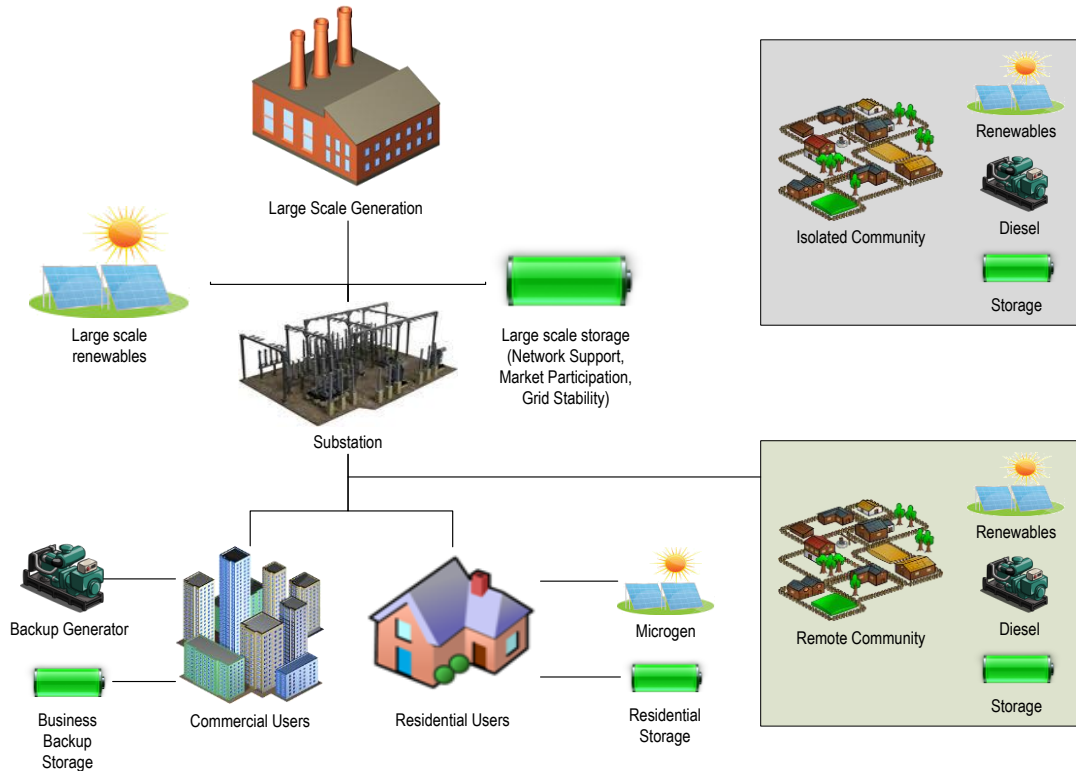 Large Scale Generation
Large scale
renewables
Large scale storage
(Network Support,
Market Participation,
Grid Stability)
Substation
Backup Generator
Business
Backup
Storage
Commercial Users
Residential Users
Microgen
Residential
Storage
Isolated Community
Renewables
Diesel
Storage
Remote Community
Renewables
Diesel
Storage